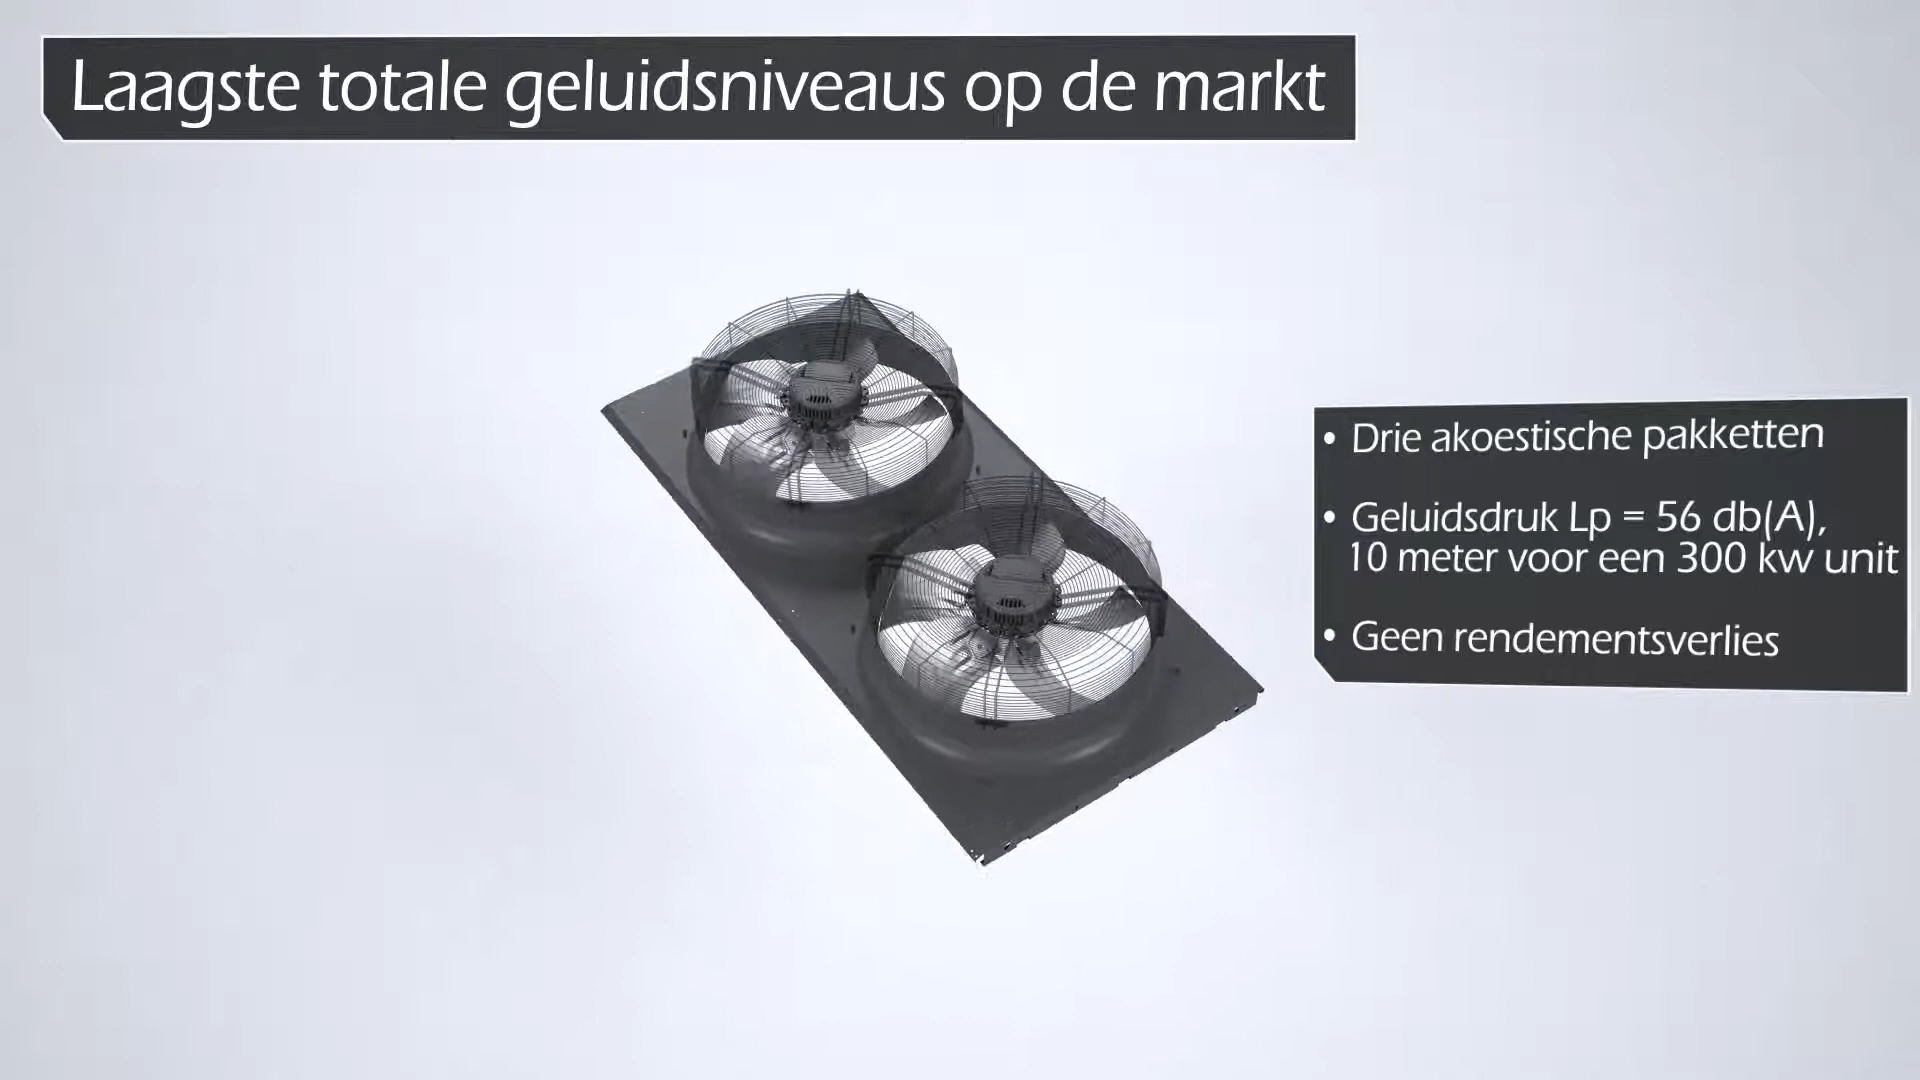 Laagste totale geluidsniveaus op de markt
• Drie akoestische pakketten
• Geluidsdruk Lp = 56 db(A),
10 meter voor een 300 kw unit
• Geen rendementsverlies